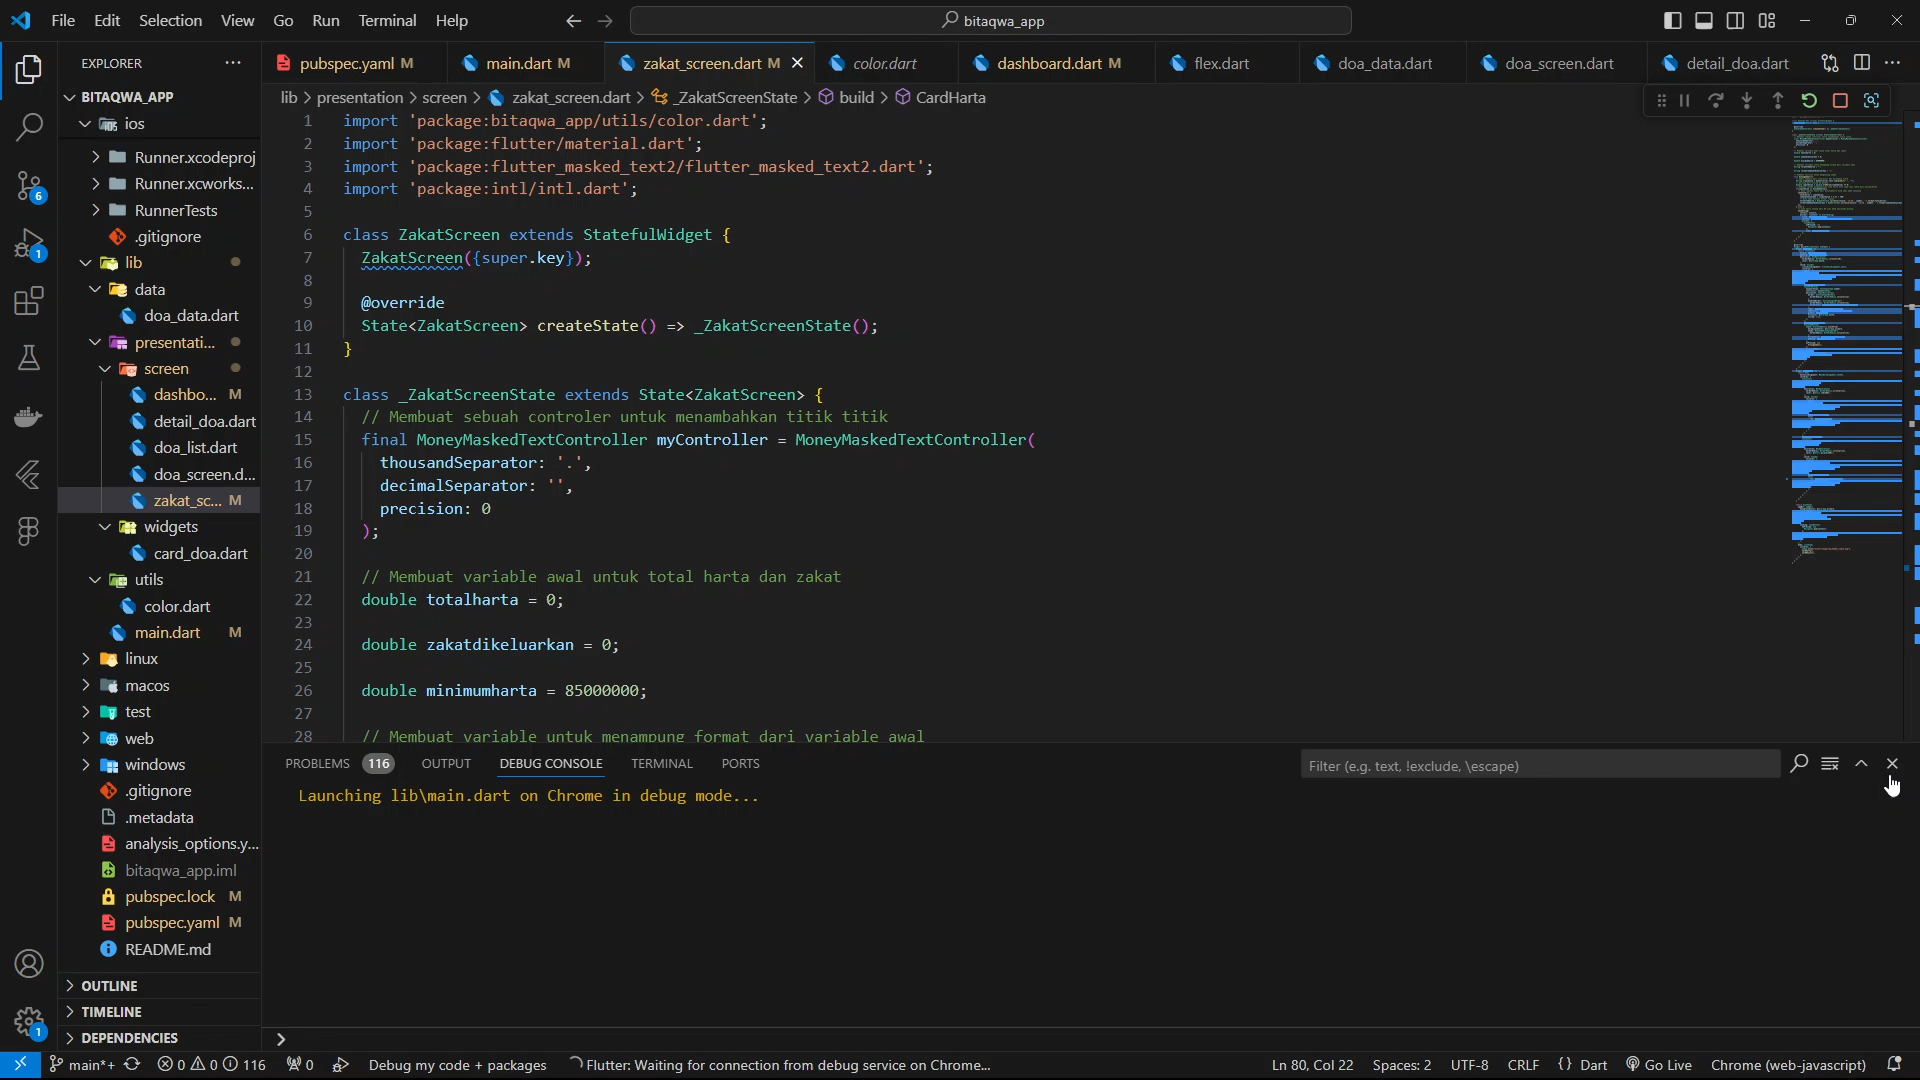 File Edit Selection View Go Run Terminal Help
bitaqwa_app
EXPLORER
pubspec.yaml M
main.dart M
zakat_screen.dart M
color.dart
dashboard.dart M
flex.dart
doa_data.dart
doa_screen.dart
detail_doa.dart
lib > presentation > screen > zakat_screen.dart > _ZakatScreenState > build > CardHarta
BITAQWA_APP
ios
Runner.xcodeproj
Runner.xcworks...
RunnerTests
.gitignore
lib
data
doa_data.dart
presentati...
screen
dashbo... M
detail_doa.dart
doa_list.dart
doa_screen.d...
zakat_sc... M
widgets
card_doa.dart
utils
color.dart
main.dart M
linux
macos
test
web
windows
.gitignore
.metadata
analysis_options.y...
bitaqwa_app.iml
pubspec.lock M
pubspec.yaml M
README.md
OUTLINE
TIMELINE
DEPENDENCIES
6
1
1
1 import 'package:bitaqwa_app/utils/color.dart';
2 import 'package:flutter/material.dart';
3 import 'package:flutter_masked_text2/flutter_masked_text2.dart';
4 import 'package:intl/intl.dart';
5
6 class ZakatScreen extends StatefulWidget {
7 ZakatScreen({super.key});
8
9 @override
10 State<ZakatScreen> createState() => _ZakatScreenState();
11 }
12
13 class _ZakatScreenState extends State<ZakatScreen> {
14 // Membuat sebuah controler untuk menambahkan titik titik
15 final MoneyMaskedTextController myController = MoneyMaskedTextController(
16 thousandSeparator: '.',
17 decimalSeparator: '',
18 precision: 0
19 );
20
21 // Membuat variable awal untuk total harta dan zakat
22 double totalharta = 0;
23
24 double zakatdikeluarkan = 0;
25
26 double minimumharta = 85000000;
27
28 // Membuat variable untuk menampung format dari variable awal
PROBLEMS 116 OUTPUT DEBUG CONSOLE TERMINAL PORTS
Filter (e.g. text, !exclude, \escape)
Launching lib\main.dart on Chrome in debug mode...
main*+ 0 0 116 0 Debug my code + packages Flutter: Waiting for connection from debug service on Chrome... Ln 80, Col 22 Spaces: 2 UTF-8 CRLF {} Dart Go Live Chrome (web-javascript)